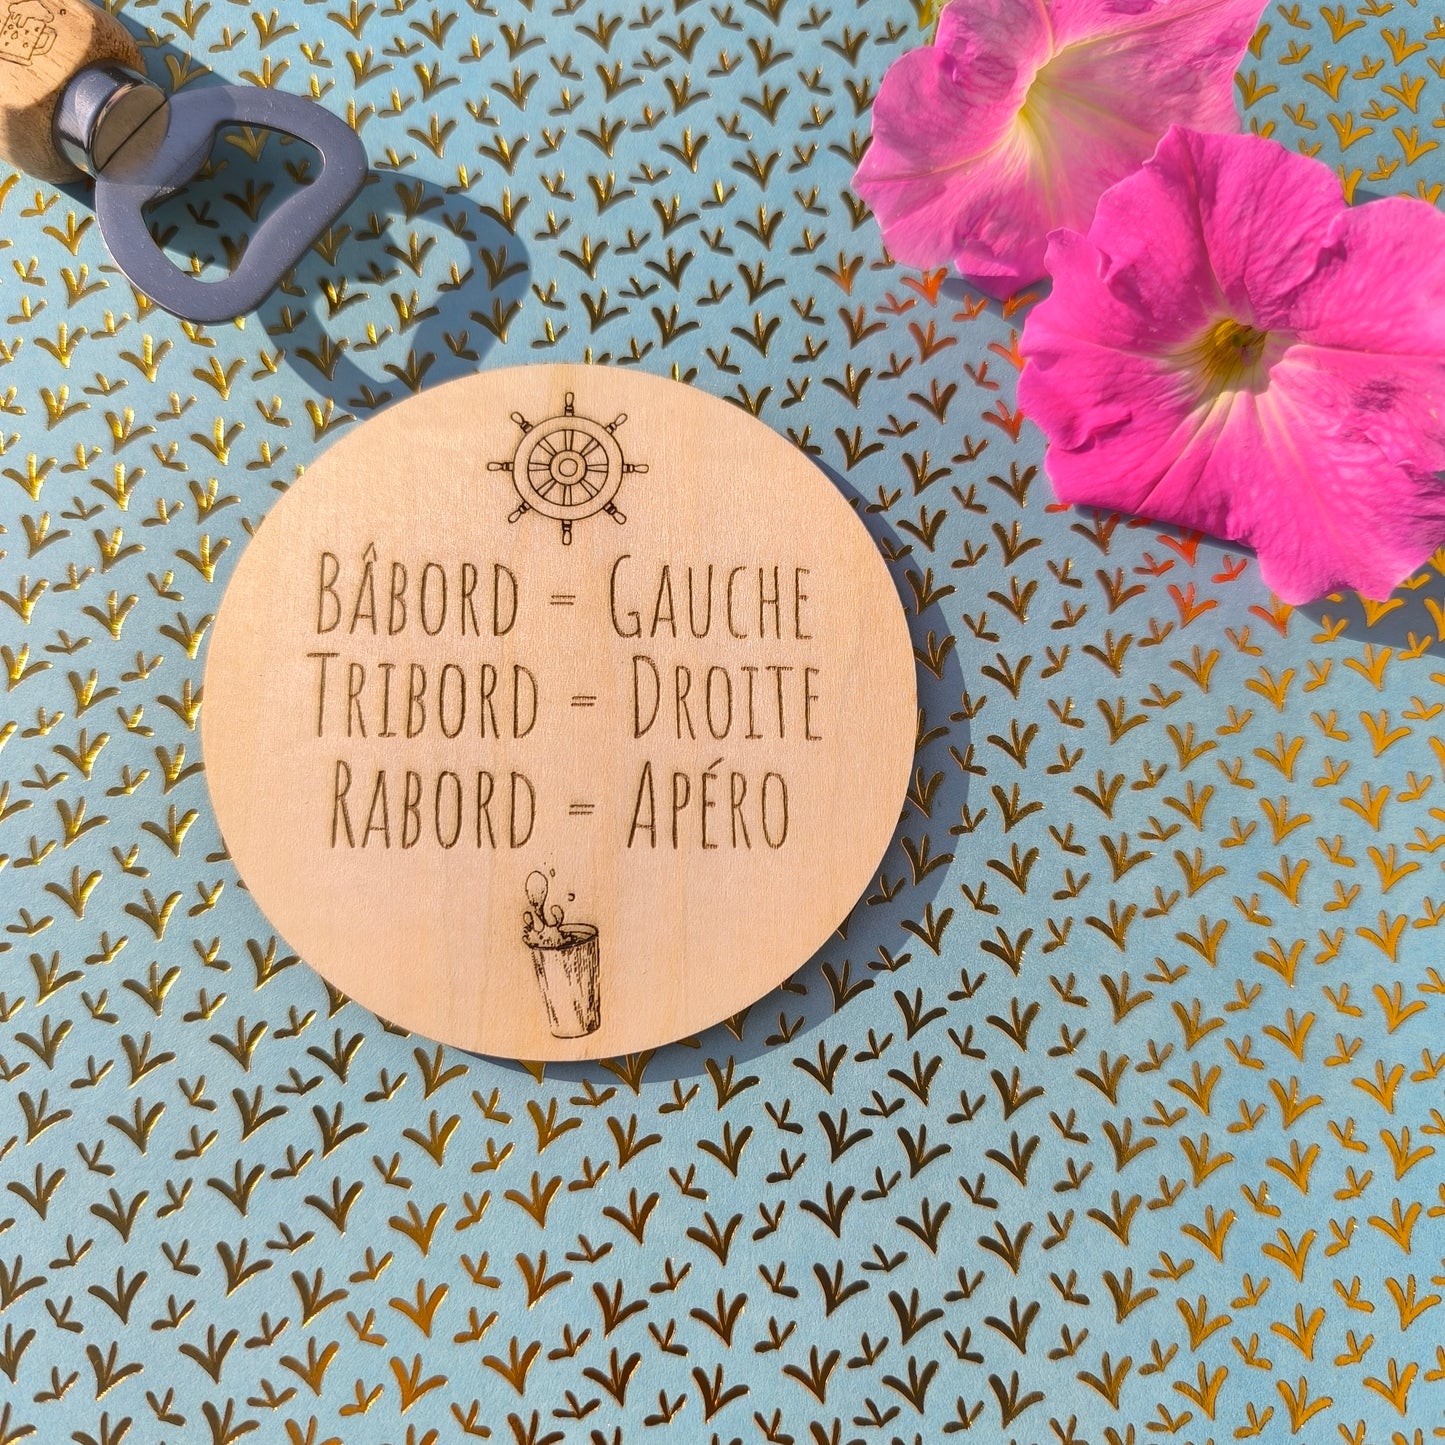 BÂBORD = GAUCHE
TRIBORD = DROITE
RABORD = APÉRO